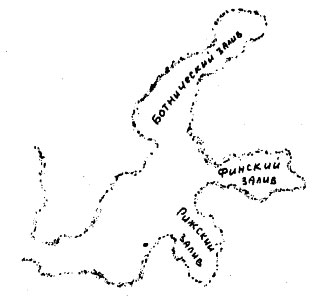 Ботнический залив
Финский
залив
Рижский
залив